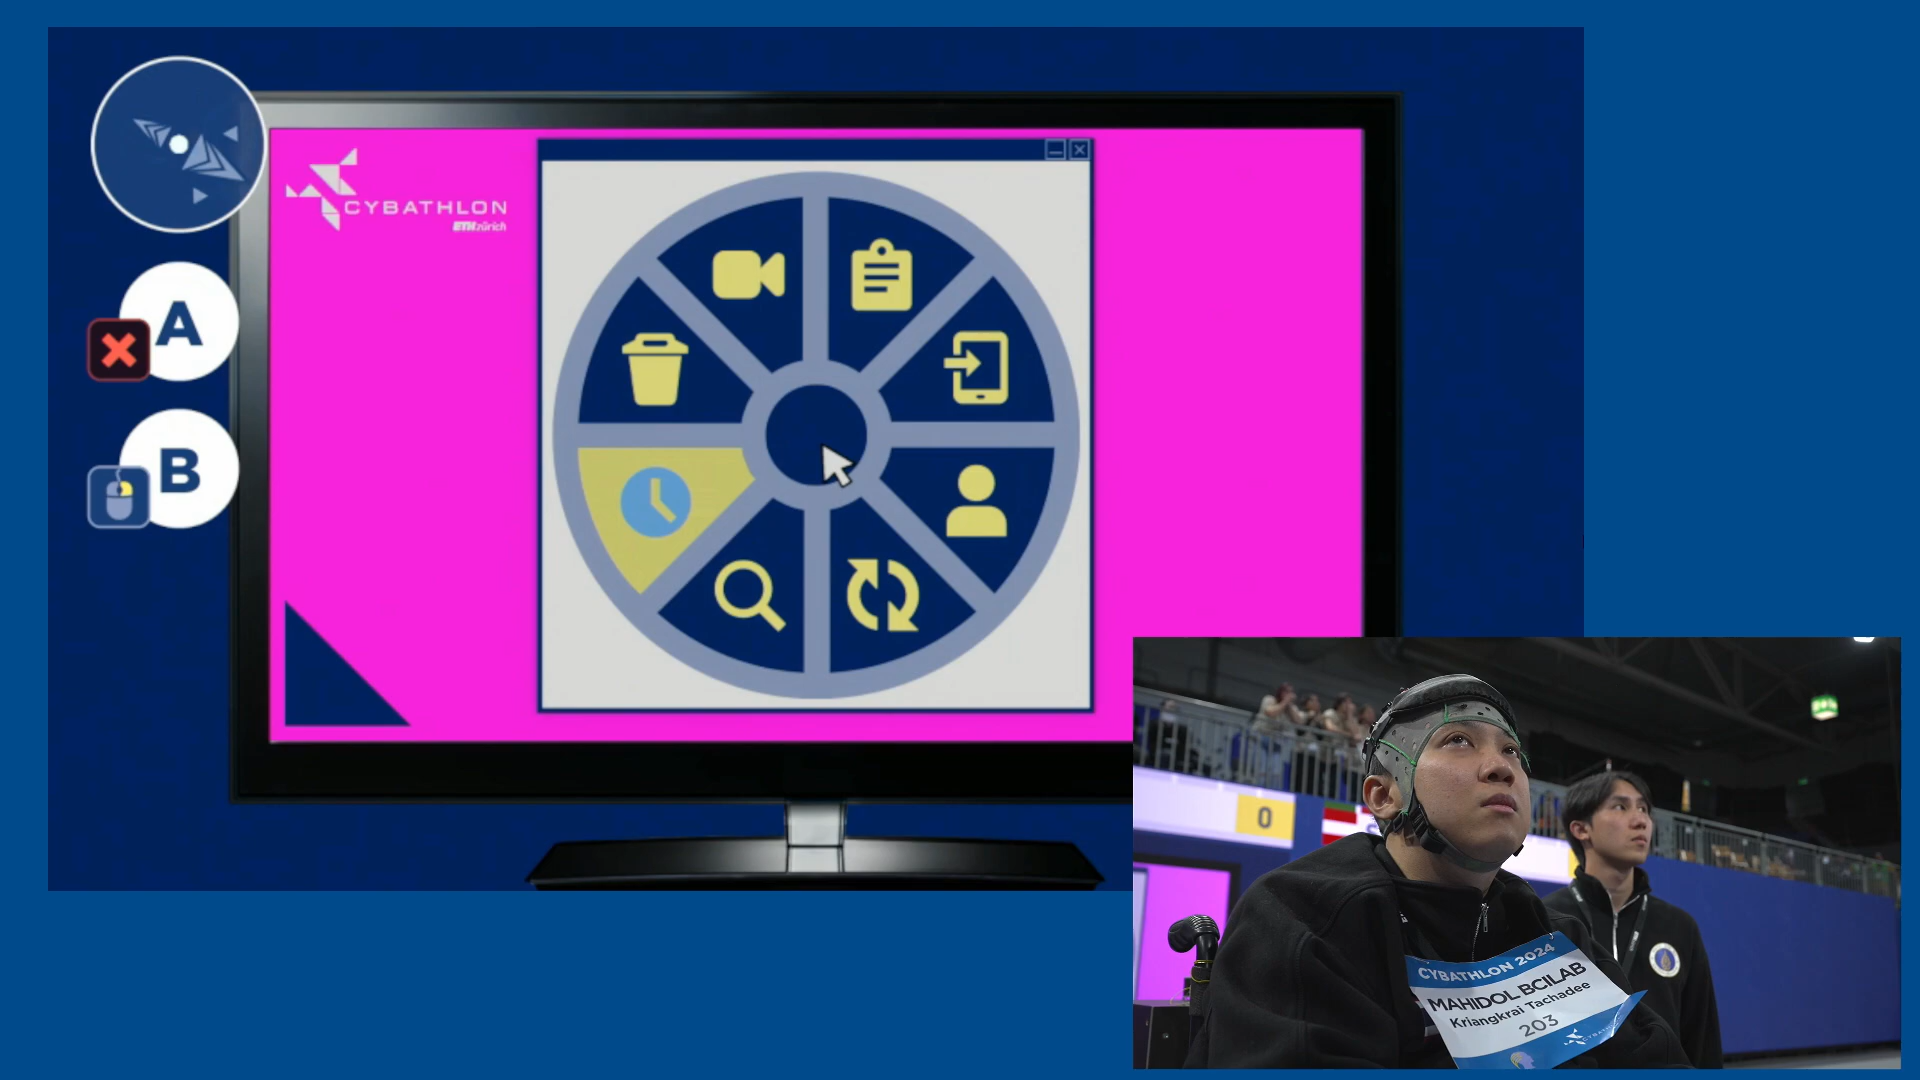 CYBATHLON
ETH zürich
A
B
0
CYBATHLON 2024
MAHIDOL BCILAB
Kriangkrai Tachadee
203